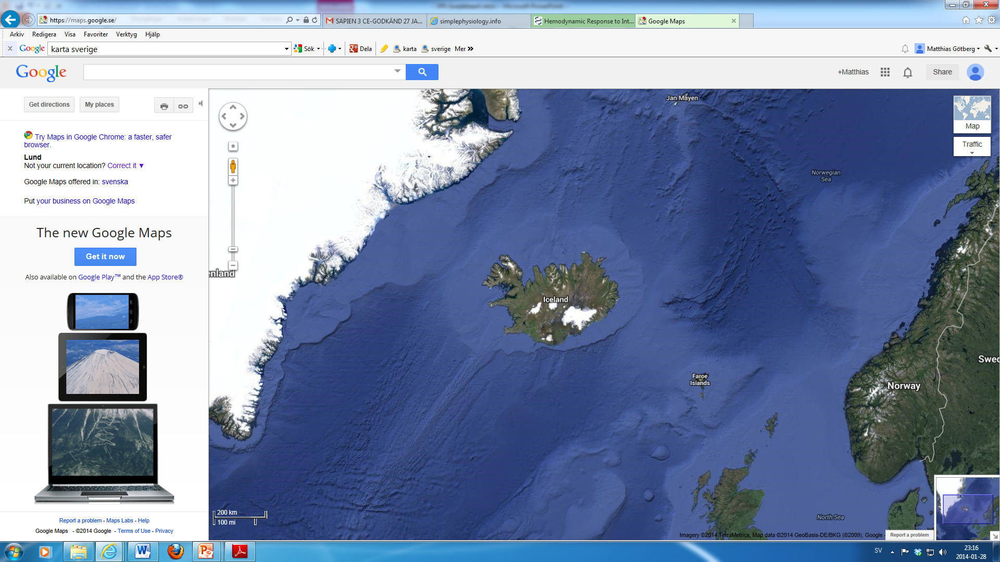 https://maps.google.se/
SAPIEN 3 CE-GODKÄND 27 JA...
simplephysiology.info
Hemodynamic Response to Int...
Google Maps
Arkiv Redigera Visa Favoriter Verktyg Hjälp
Google karta sverige Sök Dela karta sverige Mer Matthias Götberg
Google +Matthias Share
Get directions My places
Try Maps in Google Chrome: a faster, safer
browser.
Lund
Not your current location? Correct it ▼
Google Maps offered in: svenska
Put your business on Google Maps
The new Google Maps
Get it now
Also available on Google Play™ and the App Store®
Report a problem - Maps Labs - Help
Google Maps - ©2014 Google - Terms of Use - Privacy
Jan Mayen
Map
Traffic
Norwegian
Sea
enland
Iceland
Swe
Faroe
Islands
Norway
North Sea
200 km
100 mi
Imagery ©2014 TerraMetrics, Map data ©2014 GeoBasis-DE/BKG (©2009), Google -
Report a problem
SV
23:16
2014-01-28